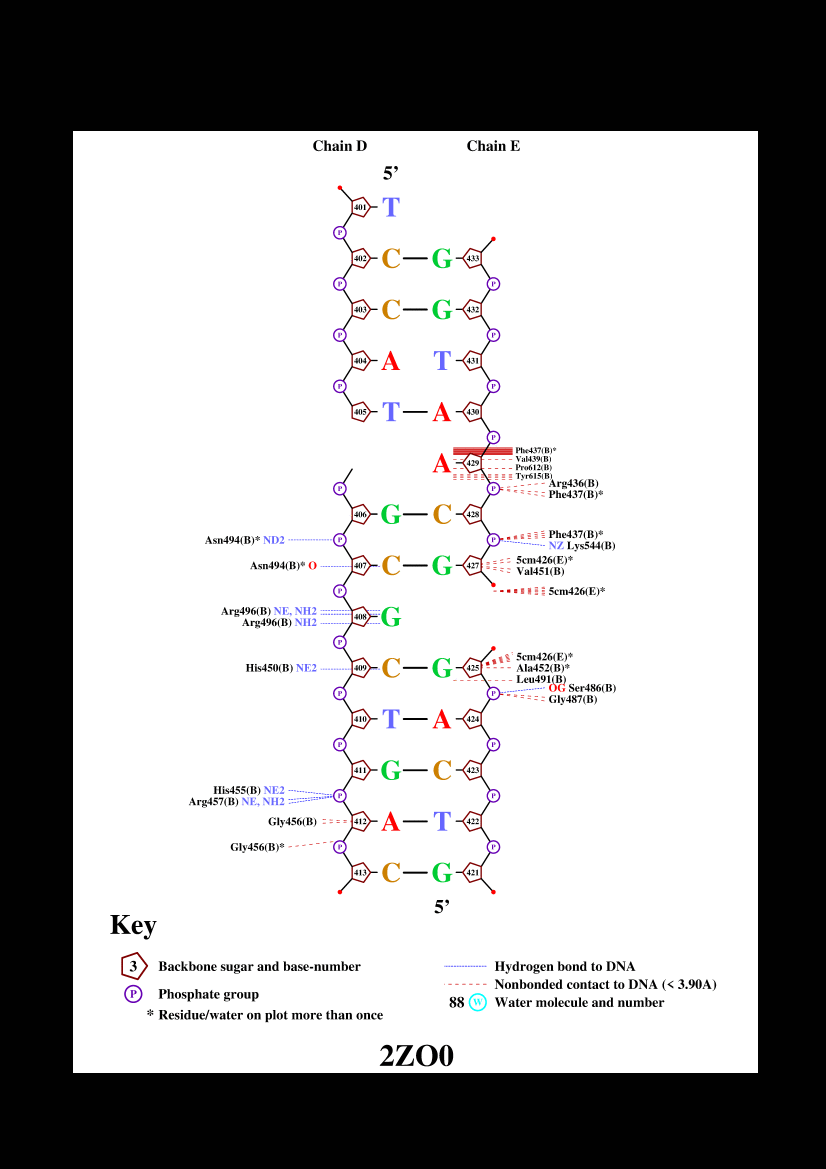 Chain D Chain E
5’
401 T
P
402 C G 433
P P
403 C G 432
P P
404 A T 431
P P
405 T A 430
P
Phe437(B)*
Val439(B)
A 429
Pro612(B)
Tyr615(B)
Arg436(B)
P P
Phe437(B)*
406 G C 428
Phe437(B)*
Asn494(B)* ND2 P P
NZ Lys544(B)
5cm426(E)*
Asn494(B)* O 407 C G 427
Val451(B)
P 5cm426(E)*
Arg496(B) NE, NH2
408 G
Arg496(B) NH2
P
5cm426(E)*
His450(B) NE2 409 C G 425 Ala452(B)*
Leu491(B)
OG Ser486(B)
P P
Gly487(B)
410 T A 424
P P
411 G C 423
His455(B) NE2
P P
Arg457(B) NE, NH2
Gly456(B) 412 A T 422
Gly456(B)* P P
413 C G 421
5’
Key
3 Backbone sugar and base-number
Hydrogen bond to DNA
Nonbonded contact to DNA (< 3.90A)
P Phosphate group
88 W Water molecule and number
* Residue/water on plot more than once
2ZO0